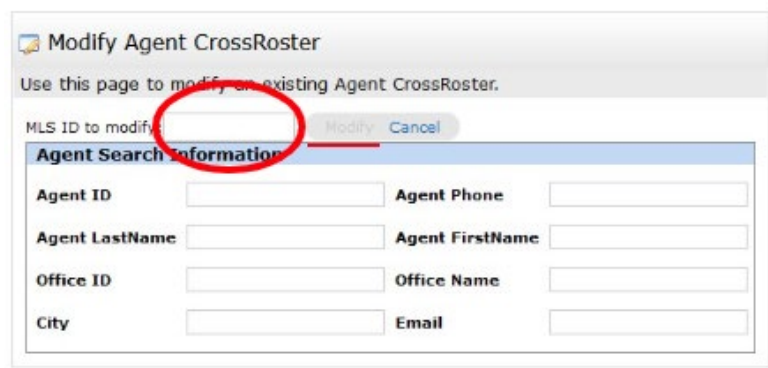 Modify Agent CrossRoster
Use this page to modify an existing Agent CrossRoster.
MLS ID to modify: Modify Cancel
Agent Search Information
Agent ID Agent Phone
Agent LastName Agent FirstName
Office ID Office Name
City Email